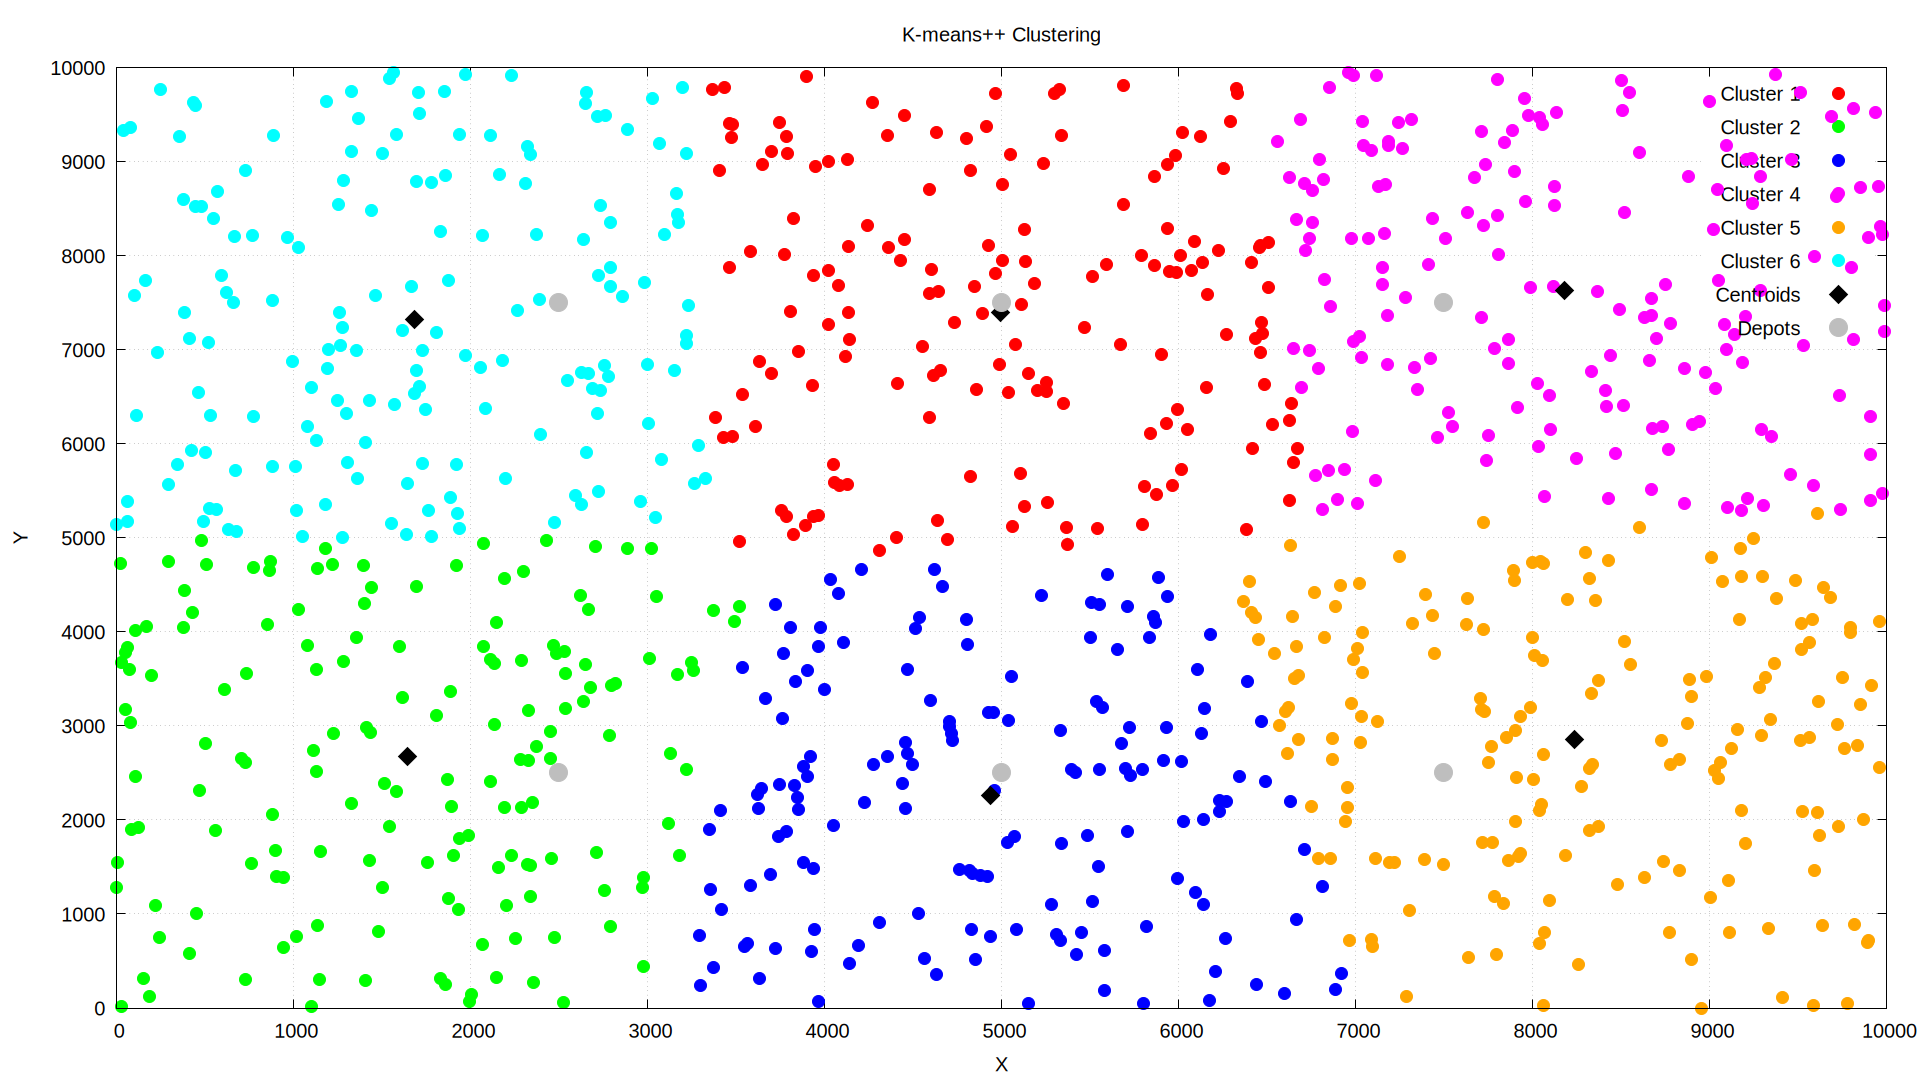 K-means++ Clustering
10000
9000
8000
7000
6000
5000
4000
3000
2000
1000
0
Y
Cluster 1
Cluster 2
Cluster 3
Cluster 4
Cluster 5
Cluster 6
Centroids
Depots
0 1000 2000 3000 4000 5000 6000 7000 8000 9000 10000
X